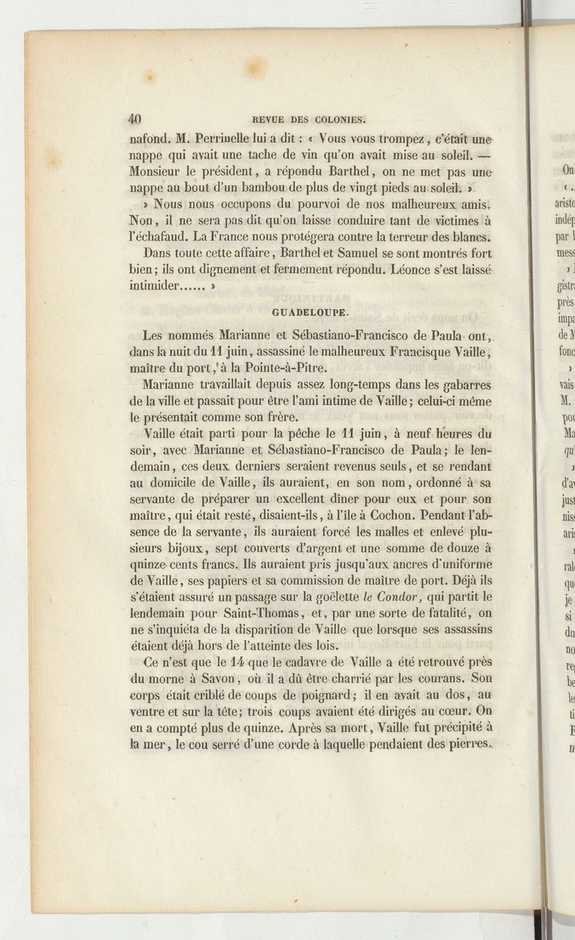 40 REVUE DES COLONIES.
nafond. M. Perrinelle lui a dit : « Vous vous trompez, c'était une
nappe qui avait une tache de vin qu'on avait mise au soleil. —
Monsieur le président, a répondu Barthel, on ne met pas une
nappe au bout d'un bambou de plus de vingt pieds au soleil. »
» Nous nous occupons du pourvoi de nos malheureux amis.
Non, il ne sera pas dit qu'on laisse conduire tant de victimes à
l'échafaud. La France nous protégera contre la terreur des blancs.
Dans toute cette affaire, Barthel et Samuel se sont montrés fort
bien; ils ont dignement et fermement répondu. Léonce s'est laissé
intimider...... »
GUADELOUPE.
Les nommés Marianne et Sébastiano-Francisco de Paula ont,
dans la nuit du 11 juin, assassiné le malheureux Francisque Vaille,
maître du port, à la Pointe-à-Pitre.
Marianne travaillait depuis assez long-temps dans les gabarres
de la ville et passait pour être l'ami intime de Vaille; celui-ci même
le présentait comme son frère.
Vaille était parti pour la pêche le 11 juin, à neuf heures du
soir, avec Marianne et Sébastiano-Francisco de Paula; le len-
demain, ces deux derniers seraient revenus seuls, et se rendant
au domicile de Vaille, ils auraient, en son nom, ordonné à sa
servante de préparer un excellent dîner pour eux et pour son
maître, qui était resté, disaient-ils, à l'île à Cochon. Pendant l'ab-
sence de la servante, ils auraient forcé les malles et enlevé plu-
sieurs bijoux, sept couverts d'argent et une somme de douze à
quinze cents francs. Ils auraient pris jusqu'aux ancres d'uniforme
de Vaille, ses papiers et sa commission de maître de port. Déjà ils
s'étaient assuré un passage sur la goëlette le Condor, qui partit le
lendemain pour Saint-Thomas, et, par une sorte de fatalité, on
ne s'inquiéta de la disparition de Vaille que lorsque ses assassins
étaient déjà hors de l'atteinte des lois.
Ce n'est que le 14 que le cadavre de Vaille a été retrouvé près
du morne à Savon, où il a dû être charrié par les courans. Son
corps était criblé de coups de poignard; il en avait au dos, au
ventre et sur la tête; trois coups avaient été dirigés au cœur. On
en a compté plus de quinze. Après sa mort, Vaille fut précipité à
la mer, le cou serré d'une corde à laquelle pendaient des pierres.